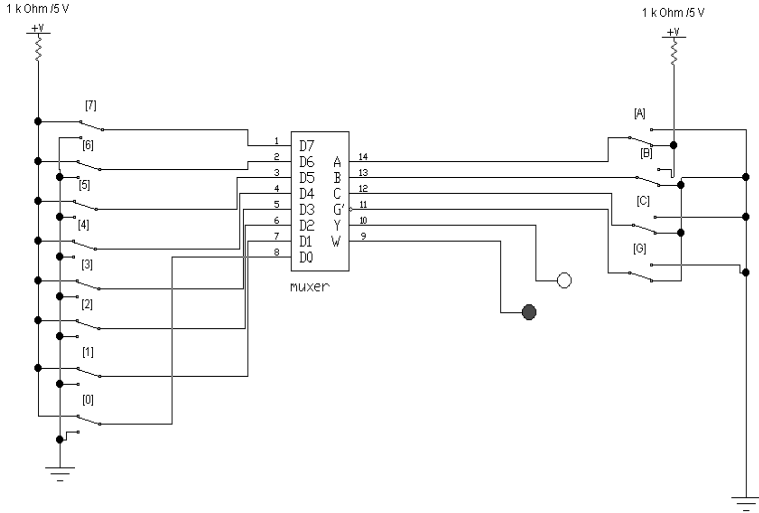 1 k Ohm /5 V
1 k Ohm /5 V
+V
+V
[7]
[A]
[6]
[B]
[5]
[C]
[4]
[G]
[3]
[2]
[1]
[0]
1 D7
2 D6 A 14
3 D5 B 13
4 D4 C 12
5 D3 G' 11
6 D2 Y 10
7 D1 W 9
8 D0
muxer